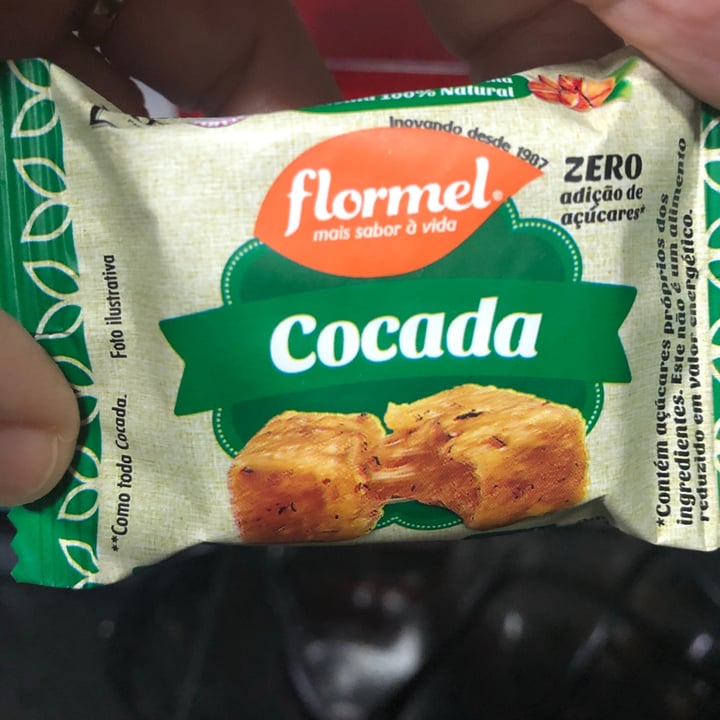 100% Natural
Inovando desde 1987
flormel®
mais sabor à vida
ZERO
adição de
açúcares*
Cocada
Foto ilustrativa
**Como toda Cocada.
*Contém açúcares próprios dos
ingredientes. Este não é um alimento
reduzido em valor energético.